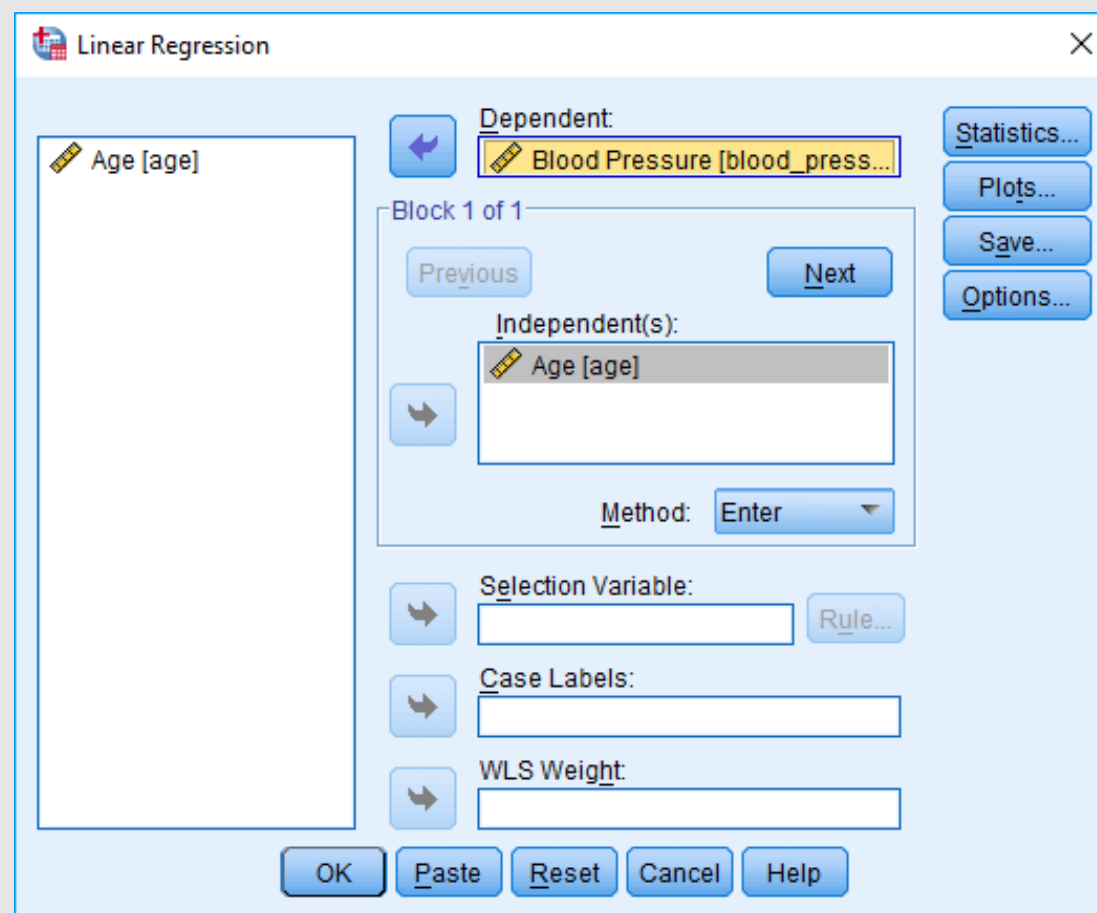 Linear Regression
Age [age]
Dependent:
Blood Pressure [blood_press...
Block 1 of 1
Previous
Next
Independent(s):
Age [age]
Method:
Enter
Selection Variable:
Rule...
Case Labels:
WLS Weight:
Statistics...
Plots...
Save...
Options...
OK
Paste
Reset
Cancel
Help